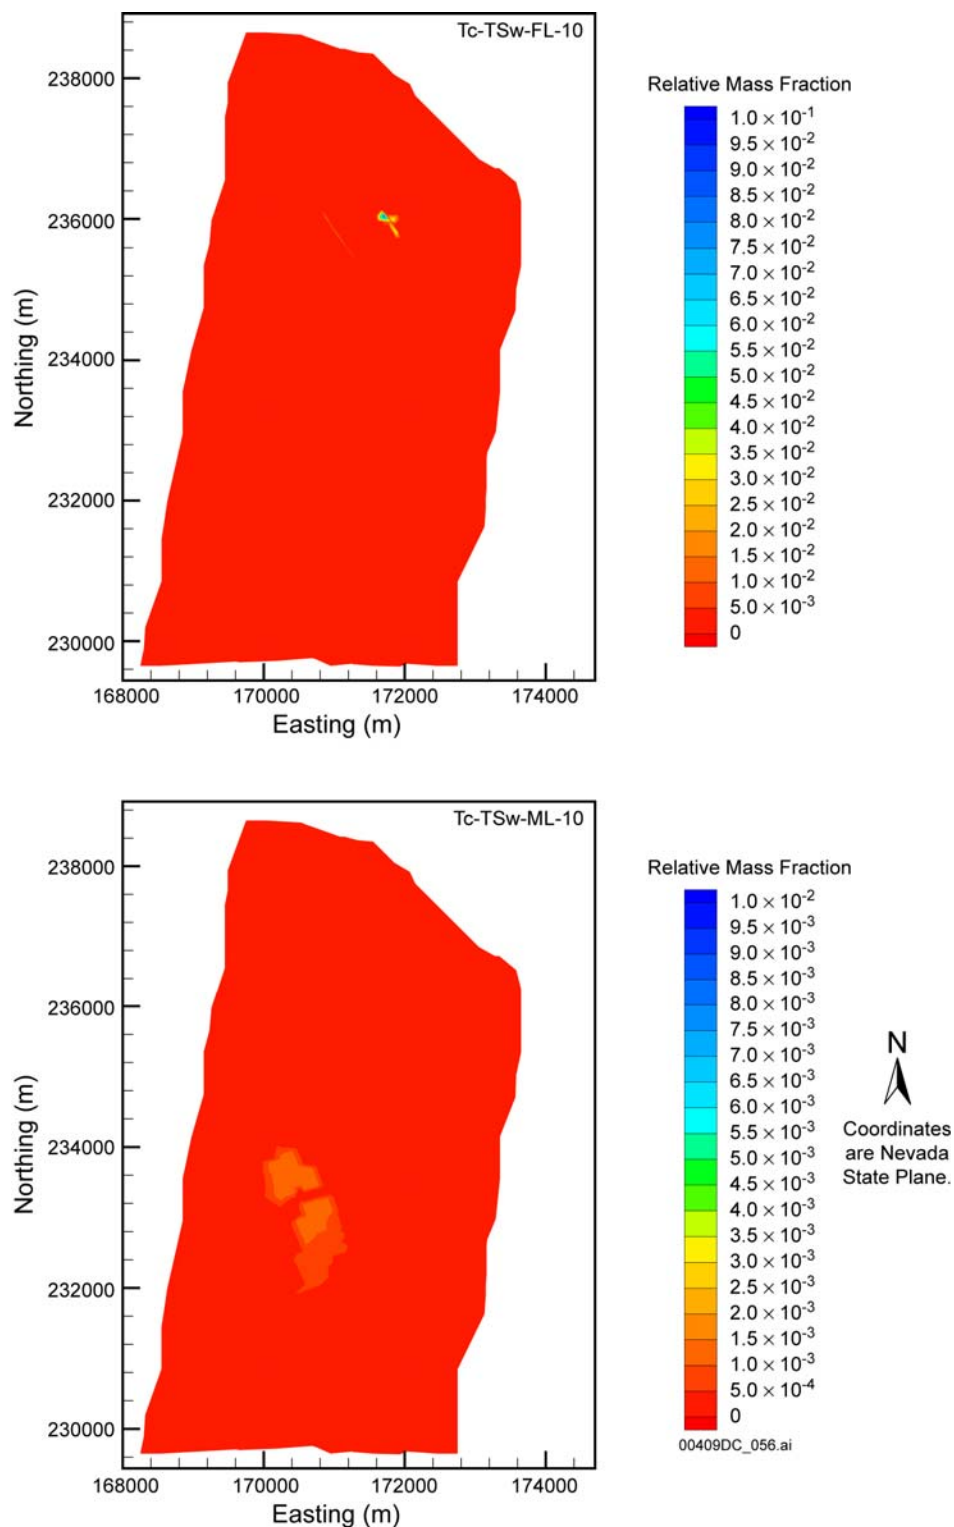 Tc-TSw-FL-10
238000
236000
234000
232000
230000
Northing (m)
168000 170000 172000 174000
Easting (m)
Relative Mass Fraction
1.0 × 10⁻¹
9.5 × 10⁻²
9.0 × 10⁻²
8.5 × 10⁻²
8.0 × 10⁻²
7.5 × 10⁻²
7.0 × 10⁻²
6.5 × 10⁻²
6.0 × 10⁻²
5.5 × 10⁻²
5.0 × 10⁻²
4.5 × 10⁻²
4.0 × 10⁻²
3.5 × 10⁻²
3.0 × 10⁻²
2.5 × 10⁻²
2.0 × 10⁻²
1.5 × 10⁻²
1.0 × 10⁻²
5.0 × 10⁻³
0
Tc-TSw-ML-10
238000
236000
234000
232000
230000
Northing (m)
168000 170000 172000 174000
Easting (m)
Relative Mass Fraction
1.0 × 10⁻²
9.5 × 10⁻³
9.0 × 10⁻³
8.5 × 10⁻³
8.0 × 10⁻³
7.5 × 10⁻³
7.0 × 10⁻³
6.5 × 10⁻³
6.0 × 10⁻³
5.5 × 10⁻³
5.0 × 10⁻³
4.5 × 10⁻³
4.0 × 10⁻³
3.5 × 10⁻³
3.0 × 10⁻³
2.5 × 10⁻³
2.0 × 10⁻³
1.5 × 10⁻³
1.0 × 10⁻³
5.0 × 10⁻⁴
0
00409DC_056.ai
N
Coordinates
are Nevada
State Plane.